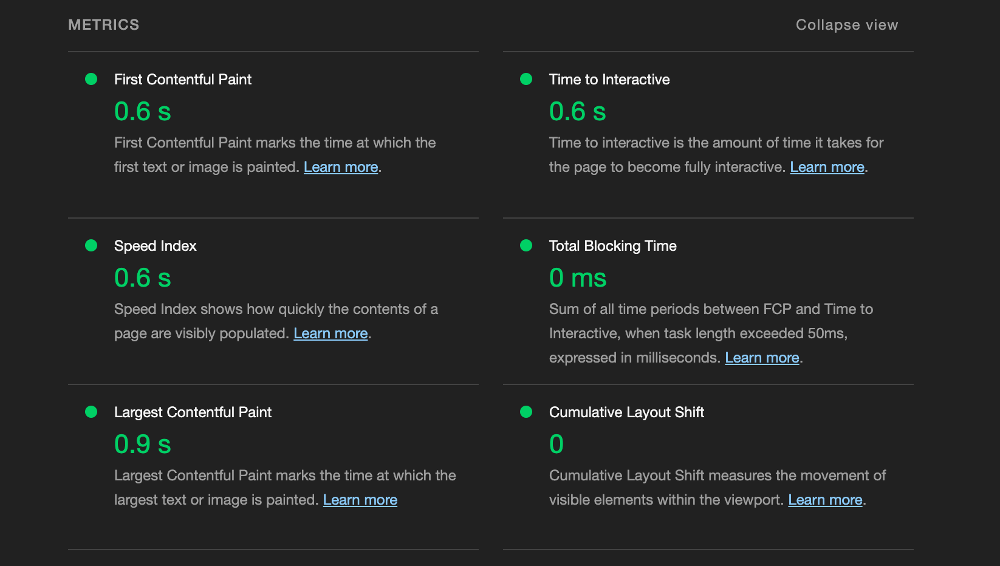 METRICS
Collapse view
First Contentful Paint
0.6 s
First Contentful Paint marks the time at which the
first text or image is painted. Learn more.
Time to Interactive
0.6 s
Time to interactive is the amount of time it takes for
the page to become fully interactive. Learn more.
Speed Index
0.6 s
Speed Index shows how quickly the contents of a
page are visibly populated. Learn more.
Total Blocking Time
0 ms
Sum of all time periods between FCP and Time to
Interactive, when task length exceeded 50ms,
expressed in milliseconds. Learn more.
Largest Contentful Paint
0.9 s
Largest Contentful Paint marks the time at which the
largest text or image is painted. Learn more
Cumulative Layout Shift
0
Cumulative Layout Shift measures the movement of
visible elements within the viewport. Learn more.